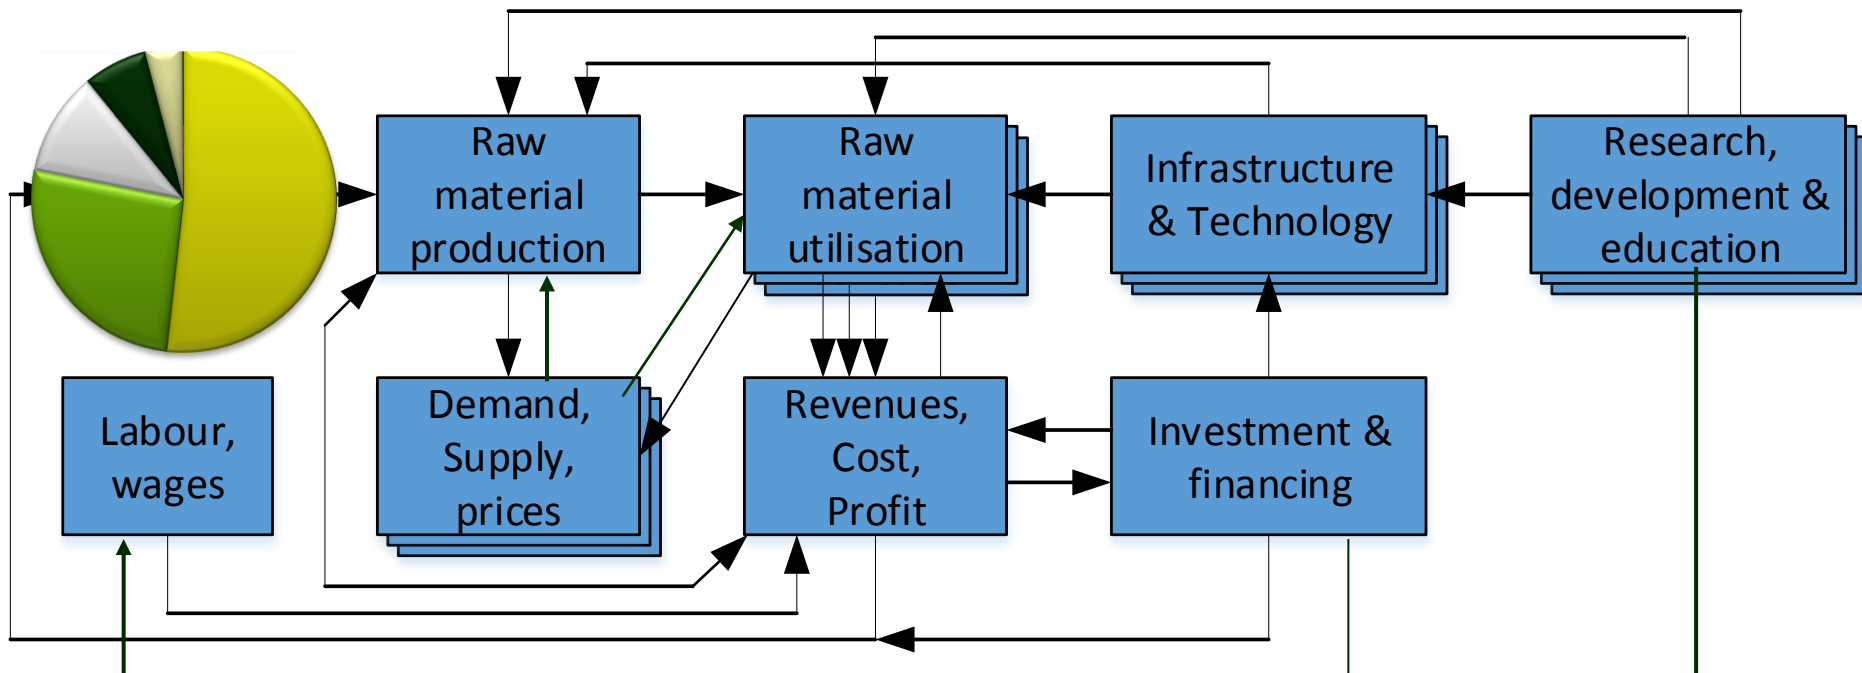 Raw
material
production
Raw
material
utilisation
Infrastructure
& Technology
Research,
development &
education
Labour,
wages
Demand,
Supply,
prices
Revenues,
Cost,
Profit
Investment &
financing